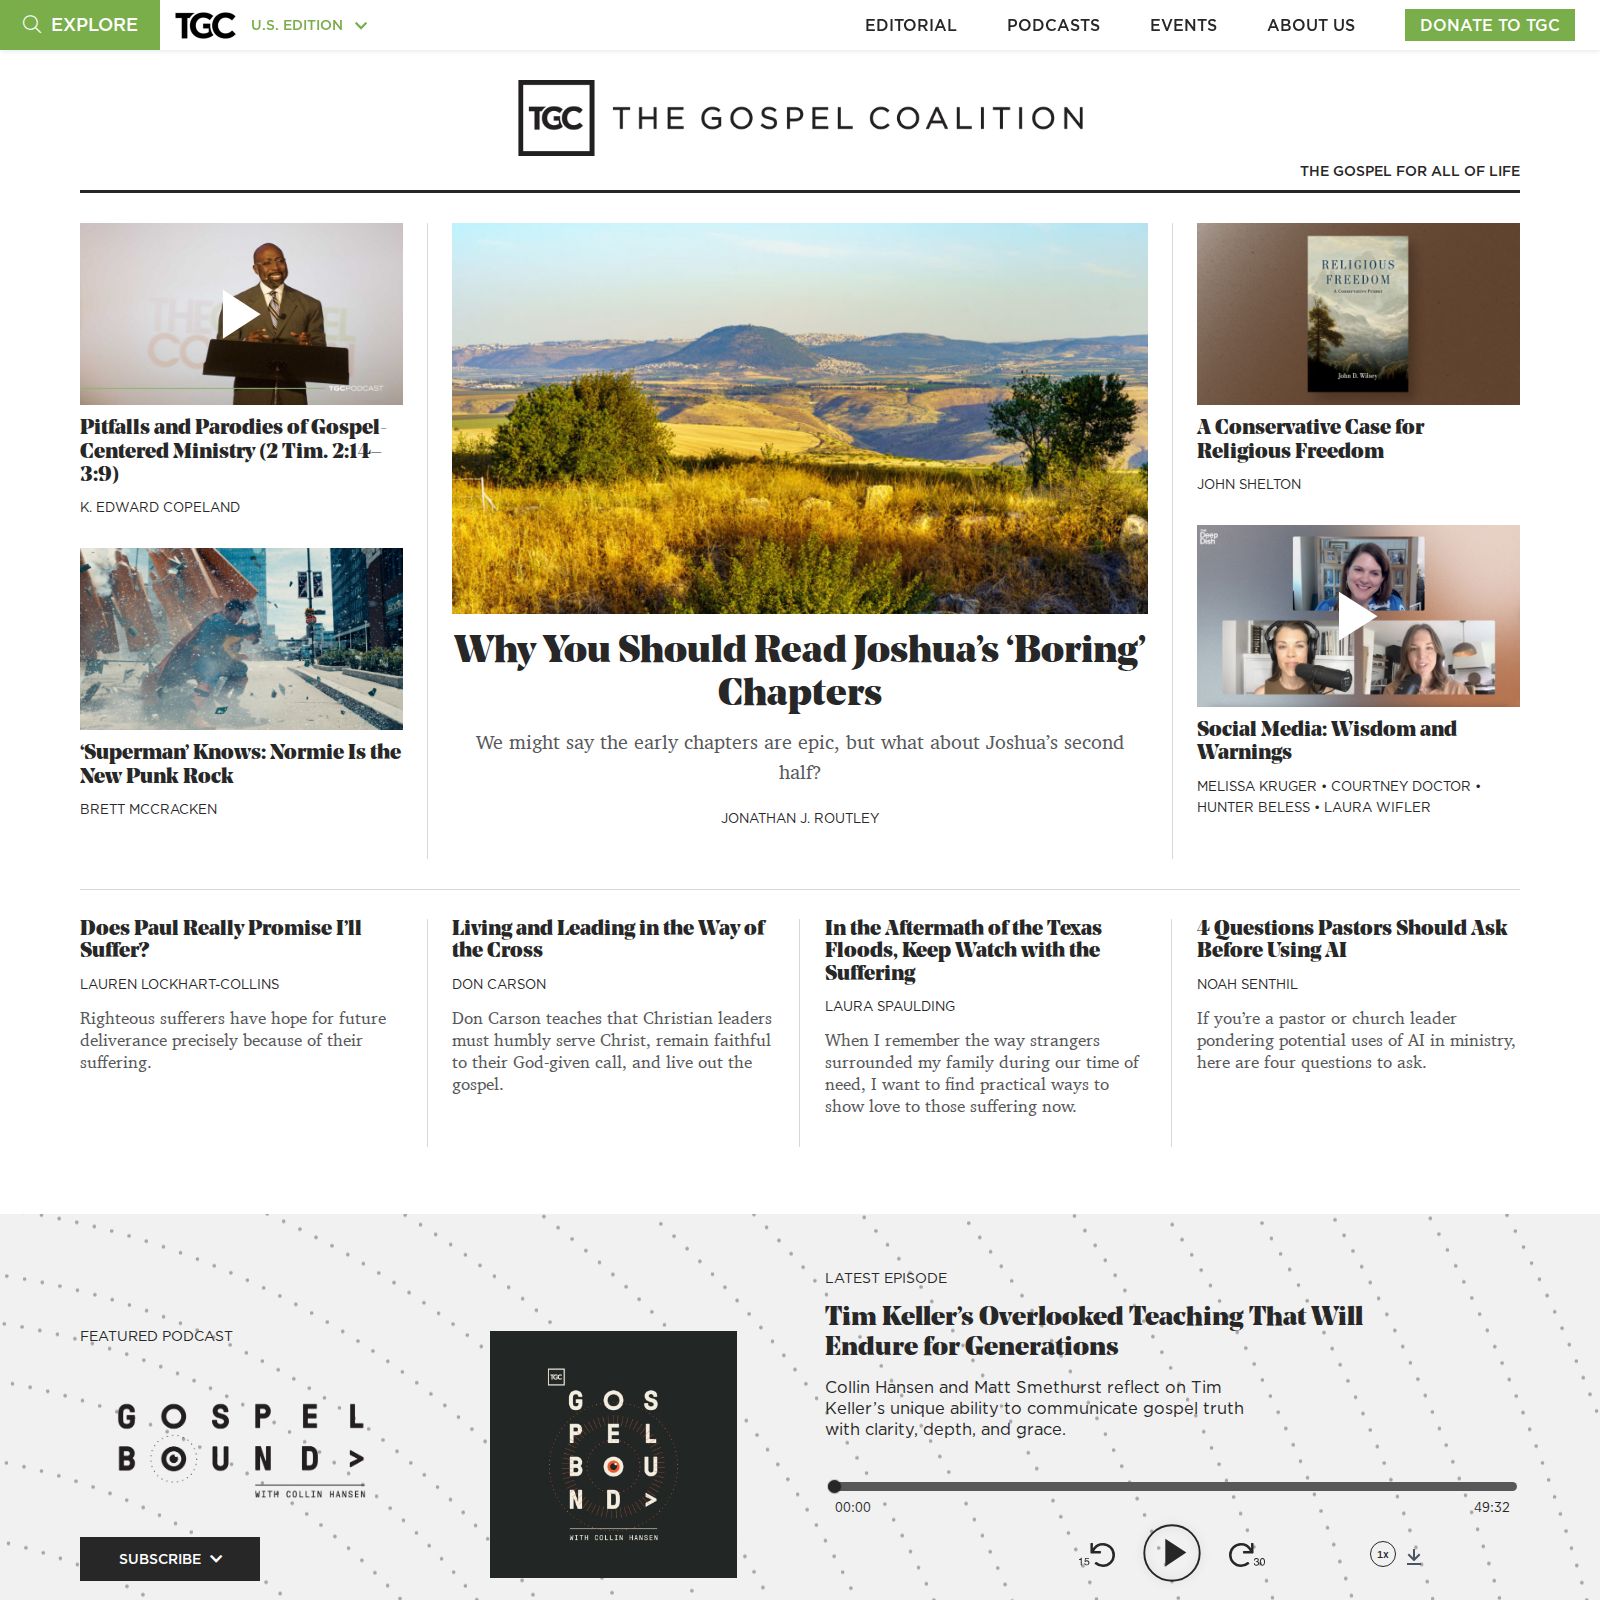 EXPLORE
TGC
U.S. EDITION
EDITORIAL
PODCASTS
EVENTS
ABOUT US
DONATE TO TGC
TGC THE GOSPEL COALITION
THE GOSPEL FOR ALL OF LIFE
TGCPODCAST
Pitfalls and Parodies of Gospel-
Centered Ministry (2 Tim. 2:14–
3:9)
K. EDWARD COPELAND
‘Superman’ Knows: Normie Is the
New Punk Rock
BRETT MCCRACKEN
Why You Should Read Joshua’s ‘Boring’
Chapters
We might say the early chapters are epic, but what about Joshua’s second
half?
JONATHAN J. ROUTLEY
RELIGIOUS
FREEDOM
A Conservative Primer
John D. Wilsey
A Conservative Case for
Religious Freedom
JOHN SHELTON
The
Deep
Dish
Social Media: Wisdom and
Warnings
MELISSA KRUGER • COURTNEY DOCTOR •
HUNTER BELESS • LAURA WIFLER
Does Paul Really Promise I’ll
Suffer?
LAUREN LOCKHART-COLLINS
Righteous sufferers have hope for future
deliverance precisely because of their
suffering.
Living and Leading in the Way of
the Cross
DON CARSON
Don Carson teaches that Christian leaders
must humbly serve Christ, remain faithful
to their God-given call, and live out the
gospel.
In the Aftermath of the Texas
Floods, Keep Watch with the
Suffering
LAURA SPAULDING
When I remember the way strangers
surrounded my family during our time of
need, I want to find practical ways to
show love to those suffering now.
4 Questions Pastors Should Ask
Before Using AI
NOAH SENTHIL
If you’re a pastor or church leader
pondering potential uses of AI in ministry,
here are four questions to ask.
FEATURED PODCAST
GOSPEL
BOUND>
WITH COLLIN HANSEN
SUBSCRIBE
TGC
GOS
PEL
BOU
ND>
WITH COLLIN HANSEN
LATEST EPISODE
Tim Keller’s Overlooked Teaching That Will
Endure for Generations
Collin Hansen and Matt Smethurst reflect on Tim
Keller’s unique ability to communicate gospel truth
with clarity, depth, and grace.
00:00
49:32
15
30
1x